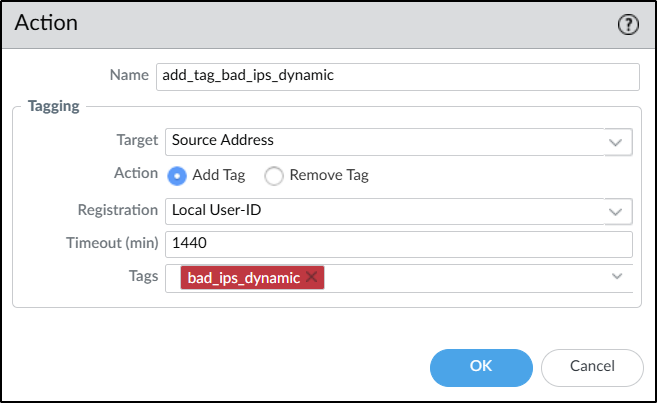 Action
Name add_tag_bad_ips_dynamic
Tagging
Target Source Address
Action Add Tag Remove Tag
Registration Local User-ID
Timeout (min) 1440
Tags bad_ips_dynamic
OK Cancel